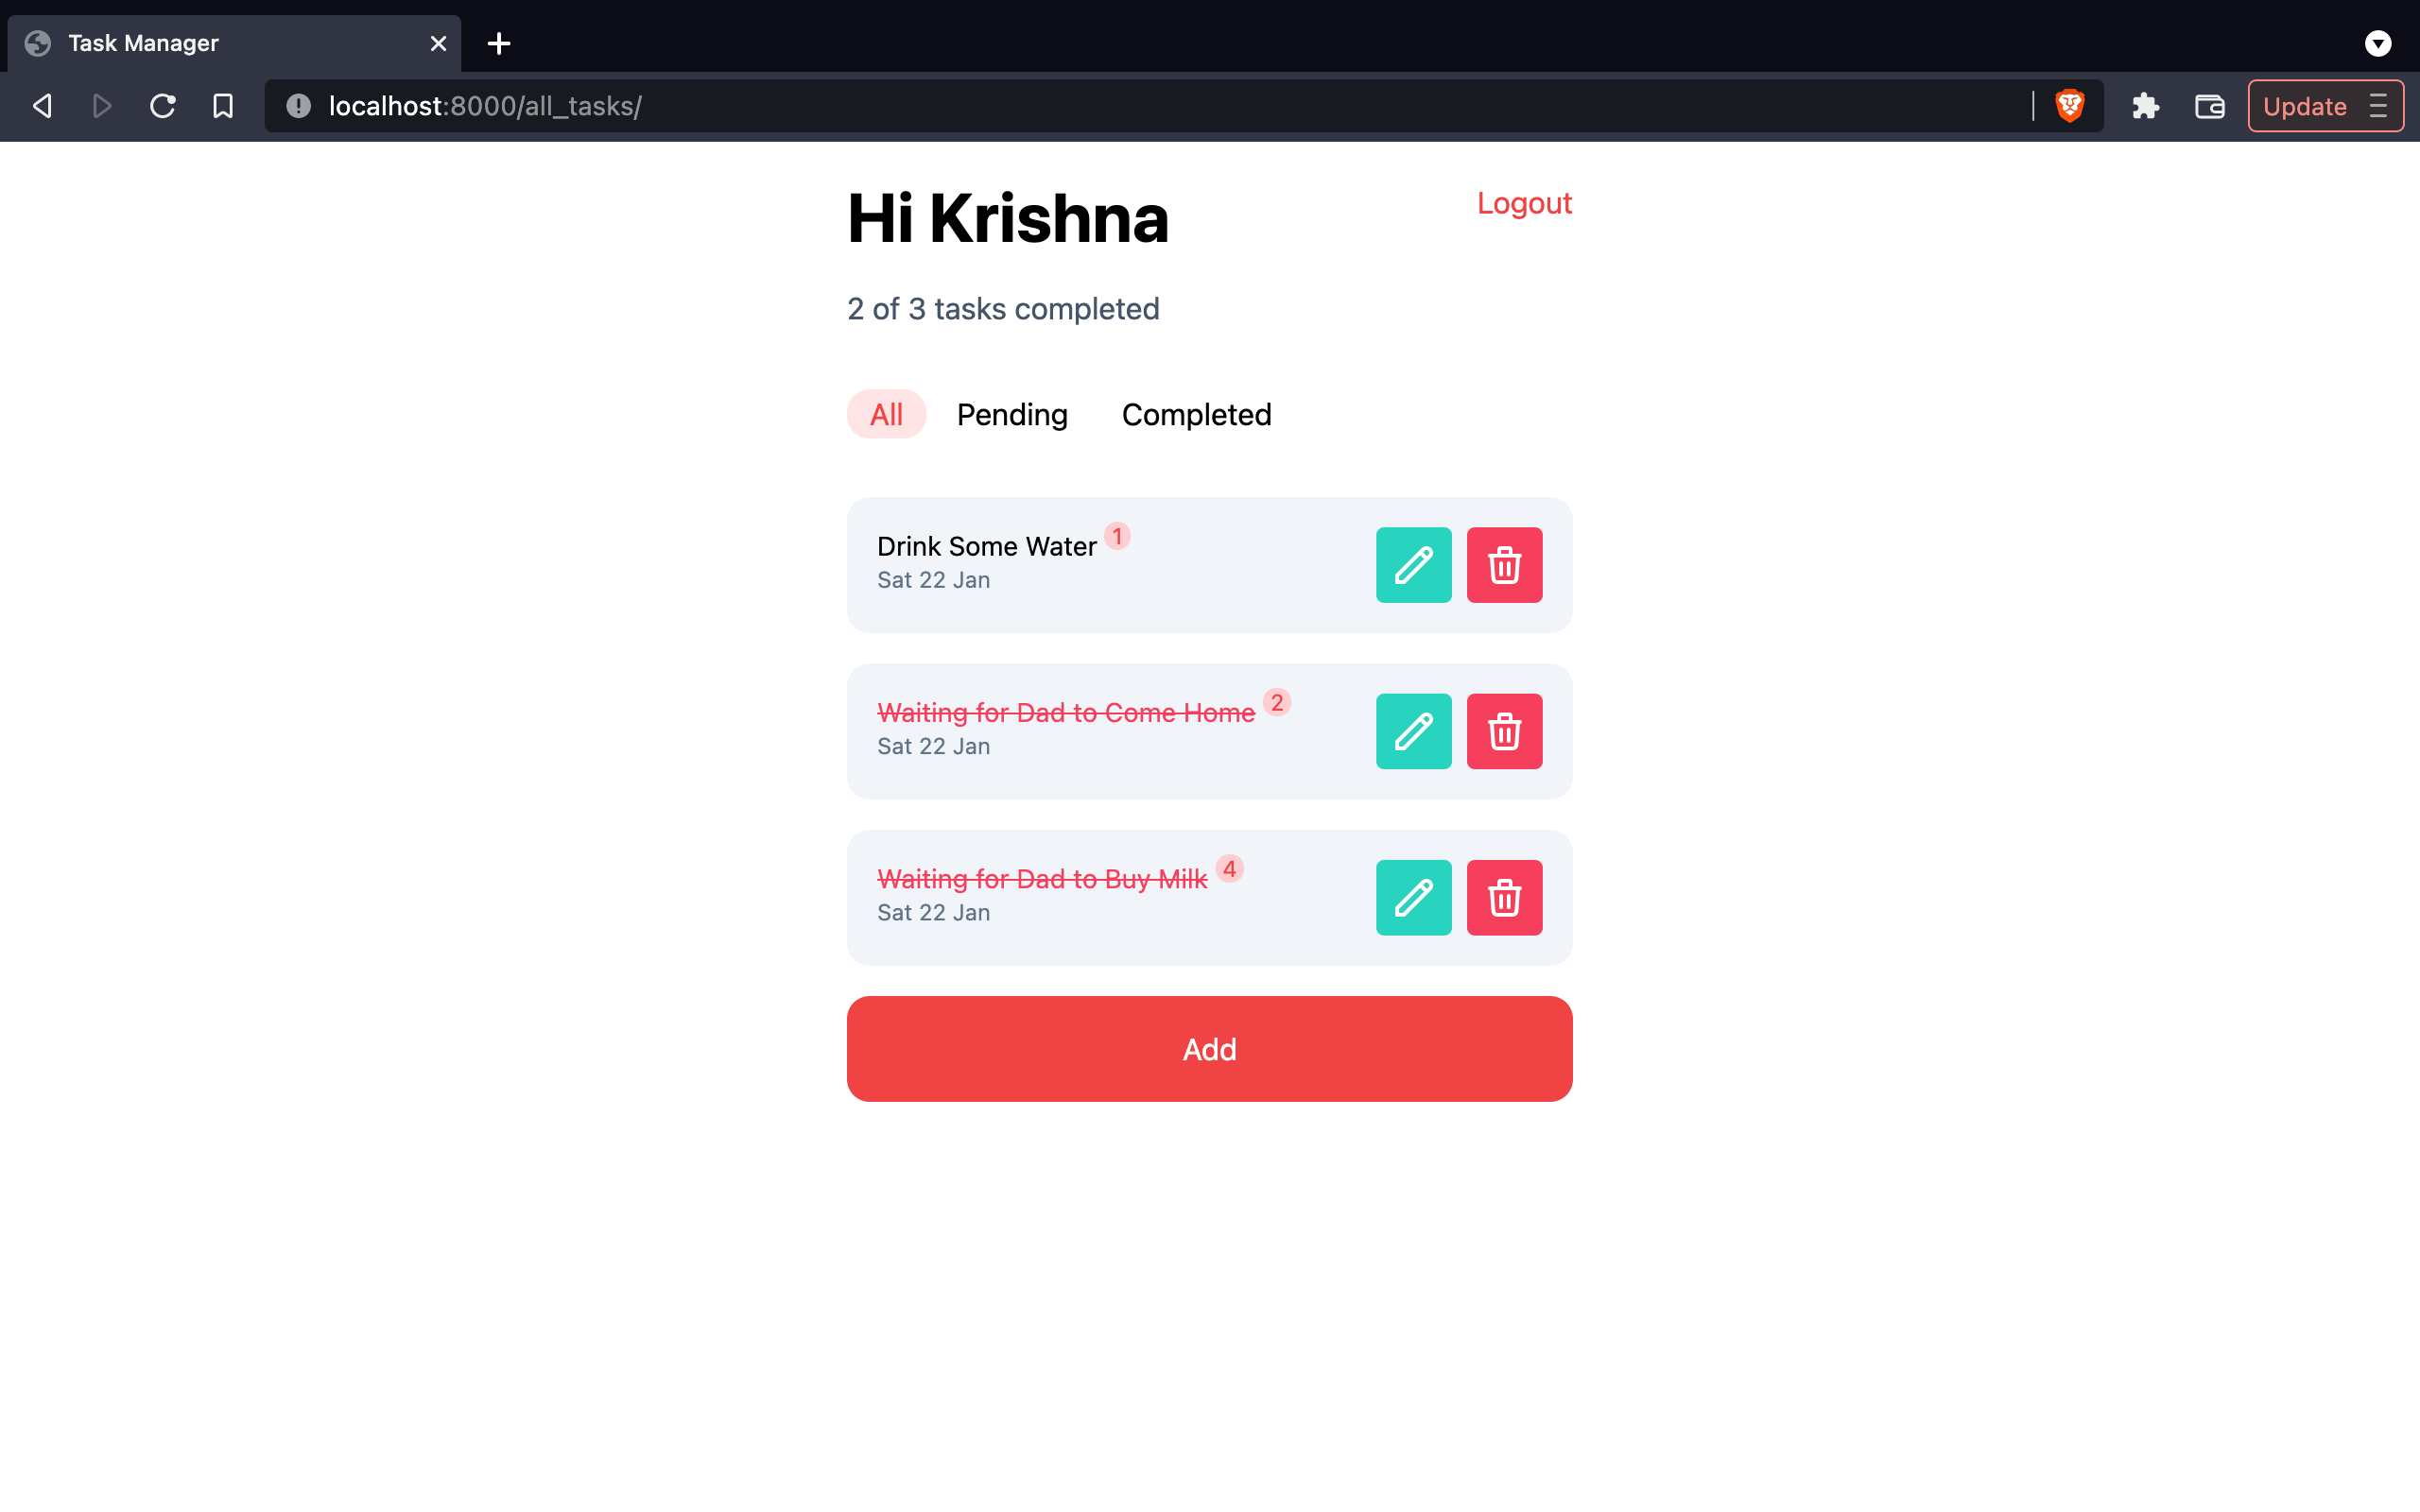 Task Manager
localhost:8000/all_tasks/
Update
Hi Krishna
Logout
2 of 3 tasks completed
All Pending Completed
Drink Some Water 1
Sat 22 Jan
Waiting for Dad to Come Home 2
Sat 22 Jan
Waiting for Dad to Buy Milk 4
Sat 22 Jan
Add